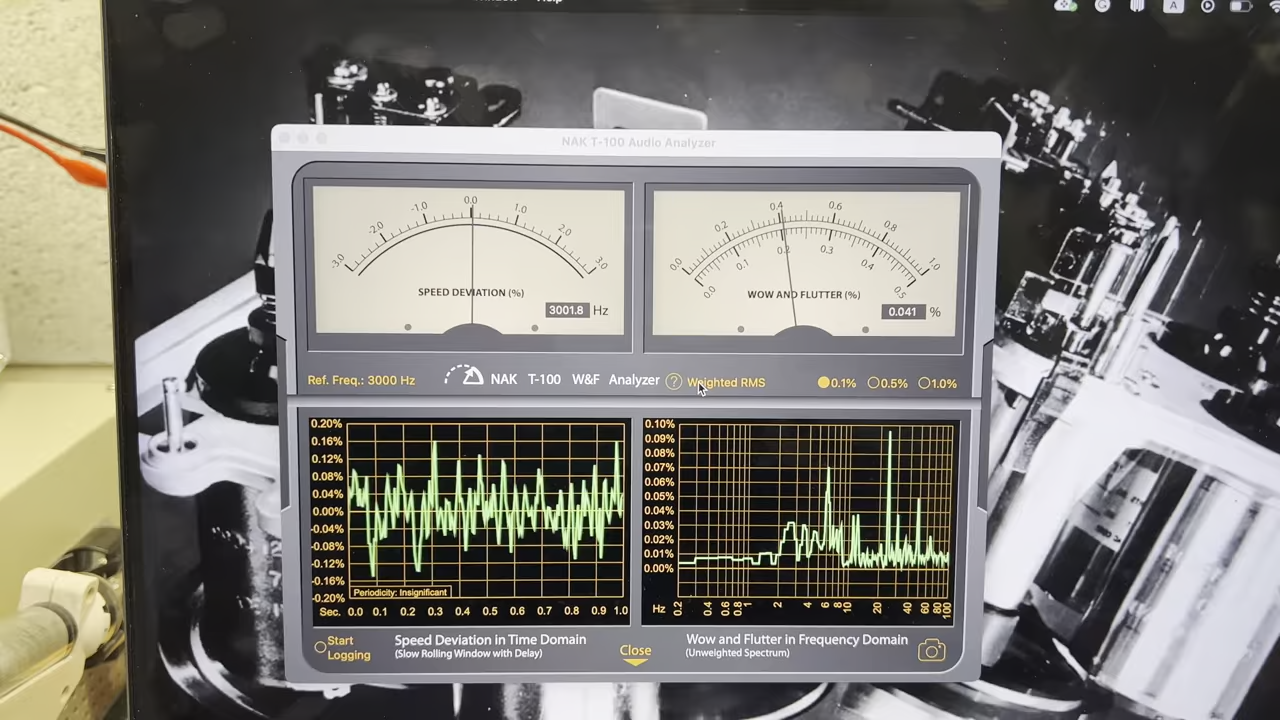 Help
A
NAK T-100 Audio Analyzer
-3.0 -2.0 -1.0 0.0 1.0 2.0 3.0
SPEED DEVIATION (%)
3001.8 Hz
0.0 0.2 0.4 0.6 0.8 1.0
0.0 0.1 0.2 0.3 0.4 0.5
WOW AND FLUTTER (%)
0.041 %
Ref. Freq.: 3000 Hz
NAK T-100 W&F Analyzer
? Weighted RMS
0.1% 0.5% 1.0%
0.20%
0.16%
0.12%
0.08%
0.04%
0.00%
-0.04%
-0.08%
-0.12%
-0.16%
-0.20%
Periodicity: Insignificant
Sec. 0.0 0.1 0.2 0.3 0.4 0.5 0.6 0.7 0.8 0.9 1.0
0.10%
0.09%
0.08%
0.07%
0.06%
0.05%
0.04%
0.03%
0.02%
0.01%
0.00%
Hz 0.2 0.4 0.6 0.8 1 2 4 6 8 10 20 40 60 80 100
Start
Logging
Speed Deviation in Time Domain
(Slow Rolling Window with Delay)
Close
Wow and Flutter in Frequency Domain
(Unweighted Spectrum)